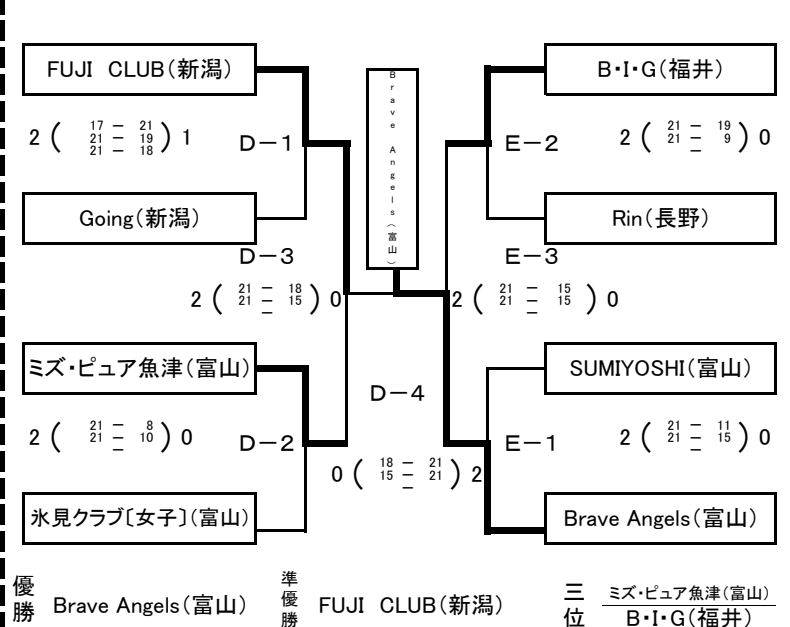 FUJI CLUB(新潟)
B・I・G(福井)
Brave Angels(富山)
2 ( 17 － 21 ) 1
21 － 19
21 － 18
D－1
E－2
2 ( 21 － 19 ) 0
21 － 9
－
Going(新潟)
Rin(長野)
D－3
E－3
2 ( 21 － 18 ) 0
21 － 15
－
2 ( 21 － 15 ) 0
21 － 15
－
ミズ・ピュア魚津(富山)
SUMIYOSHI(富山)
D－4
2 ( 21 － 8 ) 0
21 － 10
－
D－2
E－1
2 ( 21 － 11 ) 0
21 － 15
－
0 ( 18 － 21 ) 2
15 － 21
－
氷見クラブ〔女子〕(富山)
Brave Angels(富山)
優勝 Brave Angels(富山)
準優勝 FUJI CLUB(新潟)
三位 ミズ・ピュア魚津(富山)
B・I・G(福井)